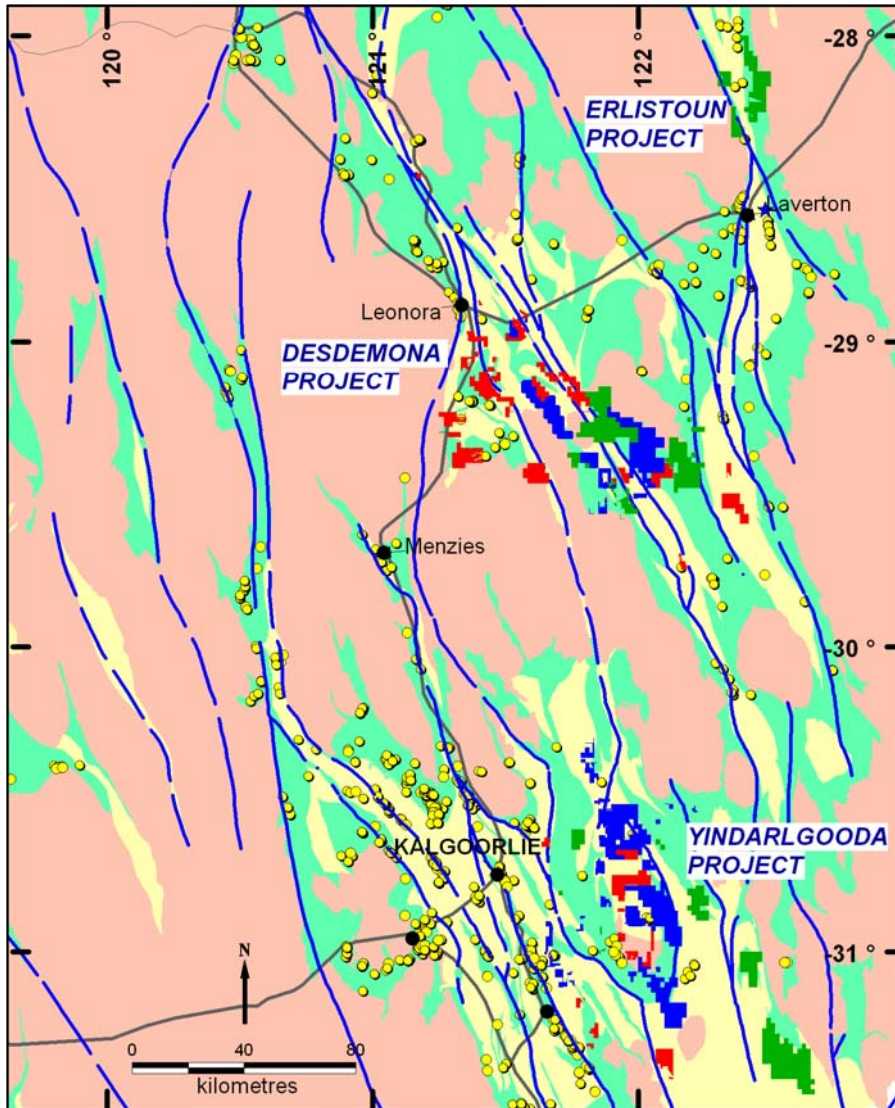 120
121
122
-28 °
ERLISTOUN
PROJECT
Laverton
Leonora
-29 °
DESDEMONA
PROJECT
Menzies
-30 °
KALGOORLIE
YINDARLGOODA
PROJECT
-31 °
N
0 40 80
kilometres